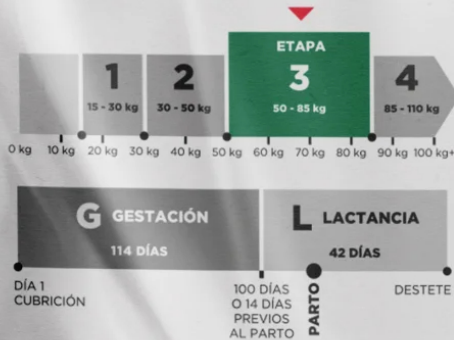 ETAPA
1
2
3
4
15 - 30 kg
30 - 50 kg
50 - 85 kg
85 - 110 kg
0 kg 10 kg 20 kg 30 kg 40 kg 50 kg 60 kg 70 kg 80 kg 90 kg 100 kg+
G GESTACIÓN
114 DÍAS
L LACTANCIA
42 DÍAS
DÍA 1
CUBRICIÓN
100 DÍAS
O 14 DÍAS
PREVIOS
AL PARTO
PARTO
DESTETE